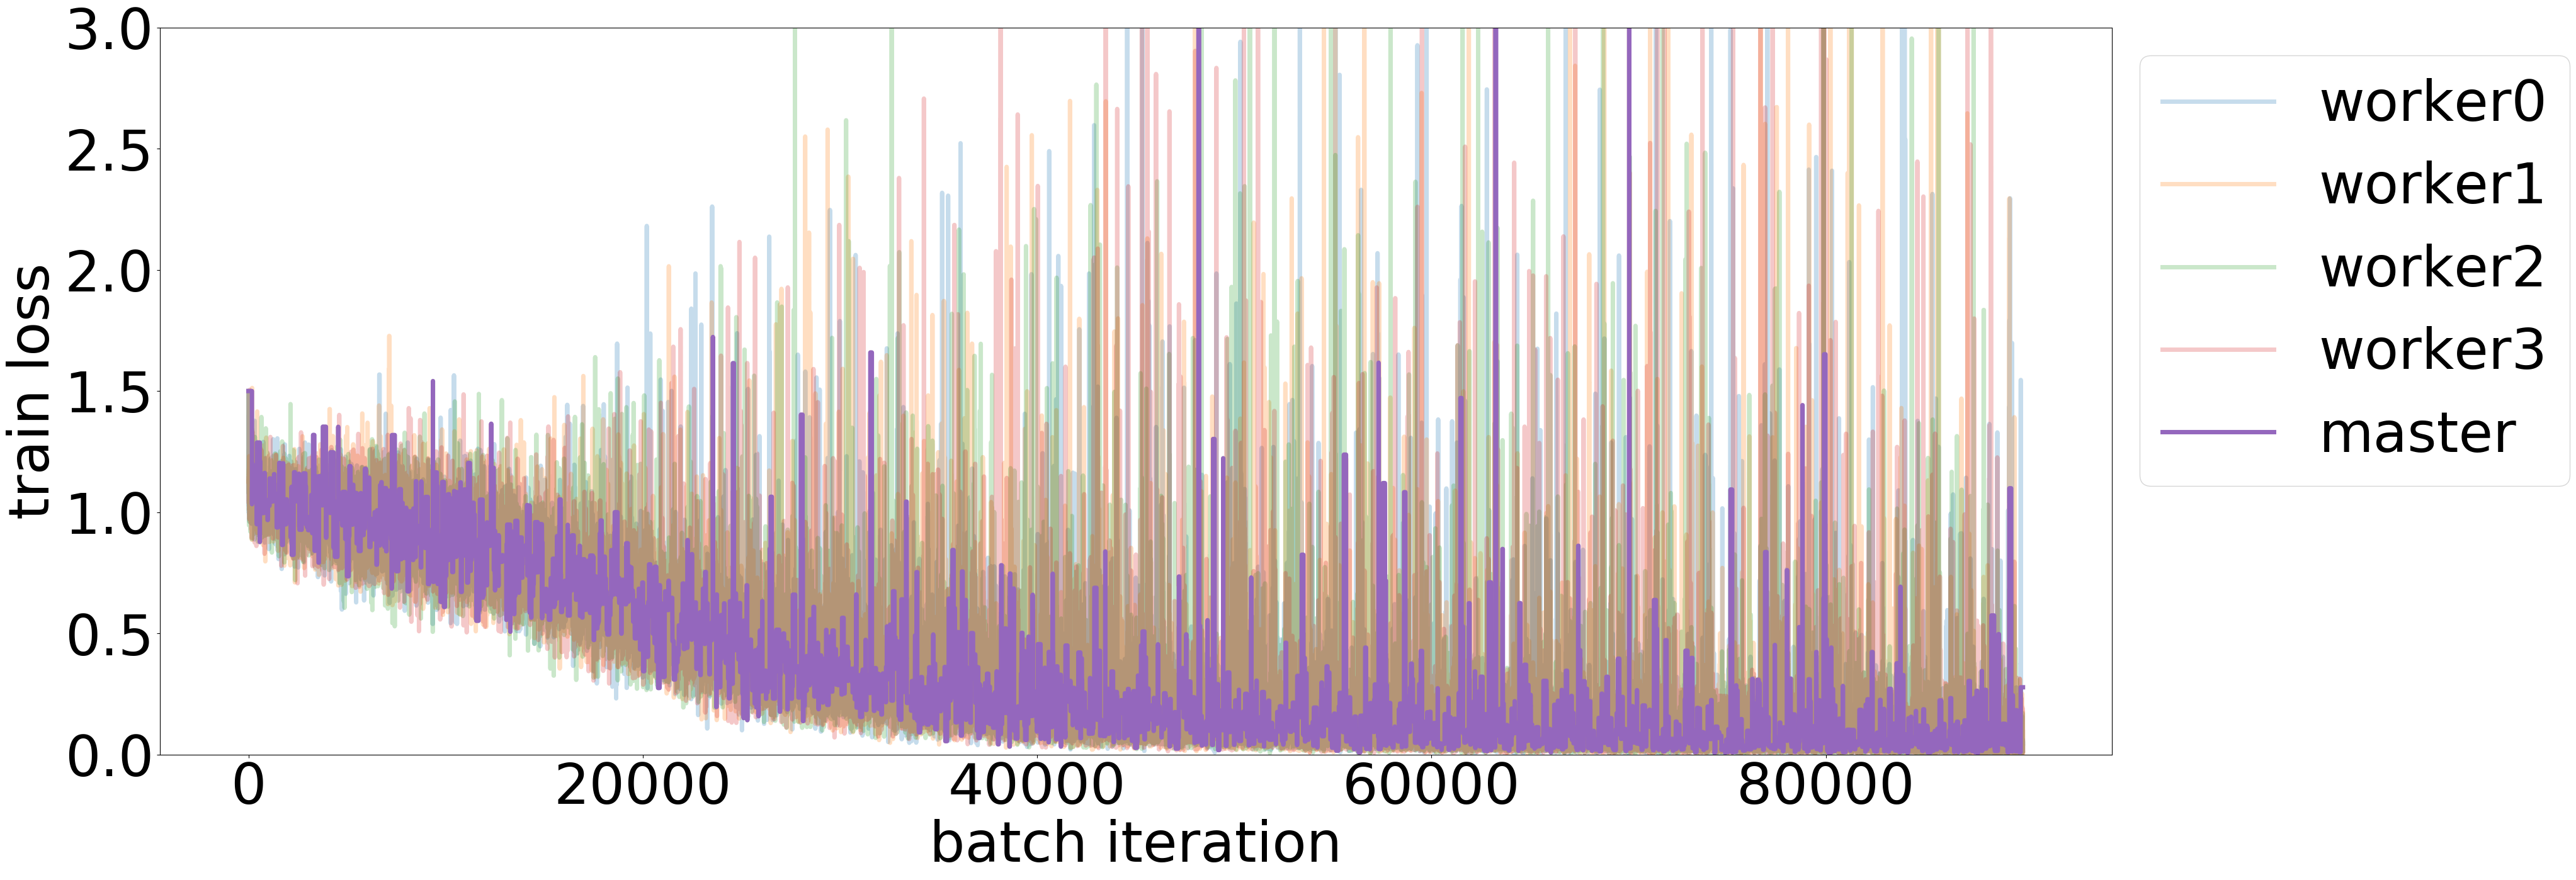 train loss
3.0
2.5
2.0
1.5
1.0
0.5
0.0
0 20000 40000 60000 80000
batch iteration
worker0
worker1
worker2
worker3
master